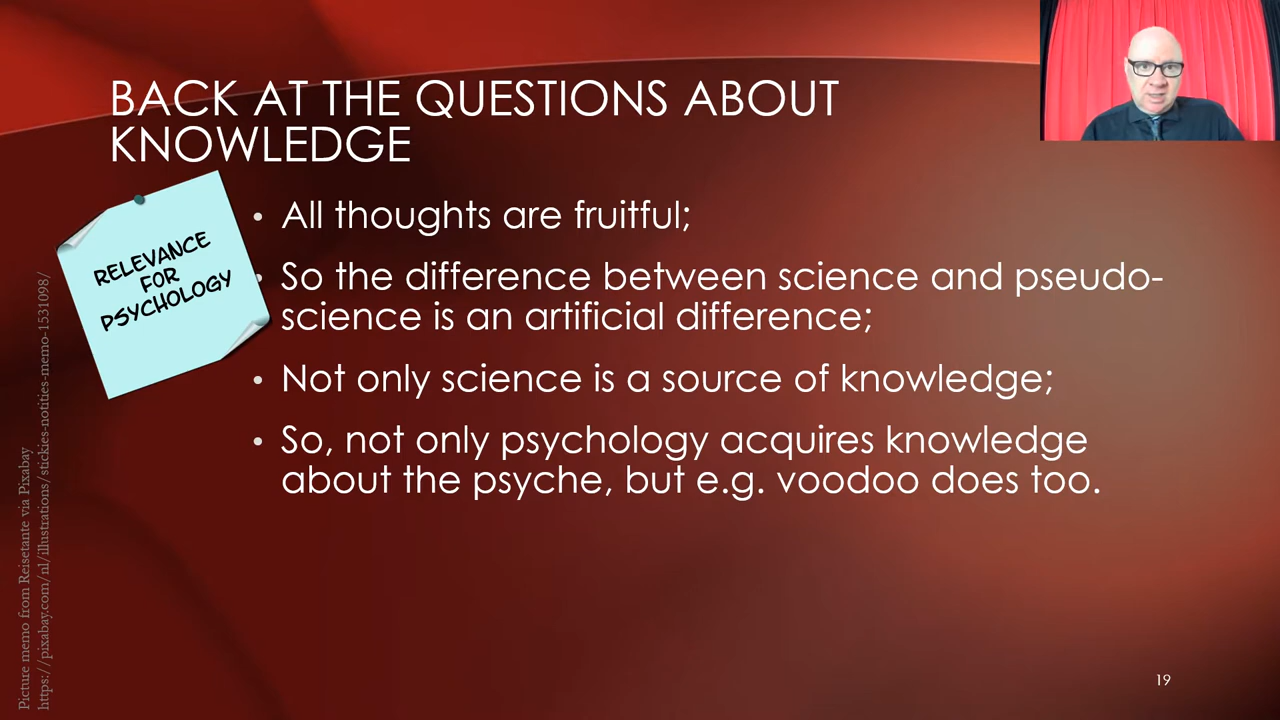 BACK AT THE QUESTIONS ABOUT
KNOWLEDGE
RELEVANCE
FOR
PSYCHOLOGY
• All thoughts are fruitful;
• So the difference between science and pseudo-
science is an artificial difference;
• Not only science is a source of knowledge;
• So, not only psychology acquires knowledge
about the psyche, but e.g. voodoo does too.
Picture memo from Reisetante via Pixabay
https://pixabay.com/nl/illustrations/stickies-notities-memo-1531098/
19